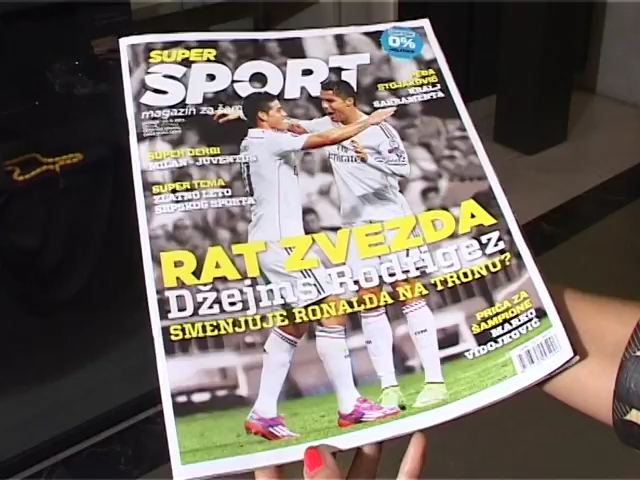 SUPER
SPORT
magazin za
0%
PEĐA
STOJAKOVIĆ
KRALJ
SAKRAMENTA
SUPER DERBI
MILAN - JUVENTUS
SUPER TEMA
ZLATNO LETO
SRPSKOG SPORTA
RAT ZVEZDA
Džejms Rodrigez
SMENJUJE RONALDA NA TRONU?
PRIČA ZA
ŠAMPIONE
MARKO
VIDOJKOVIĆ